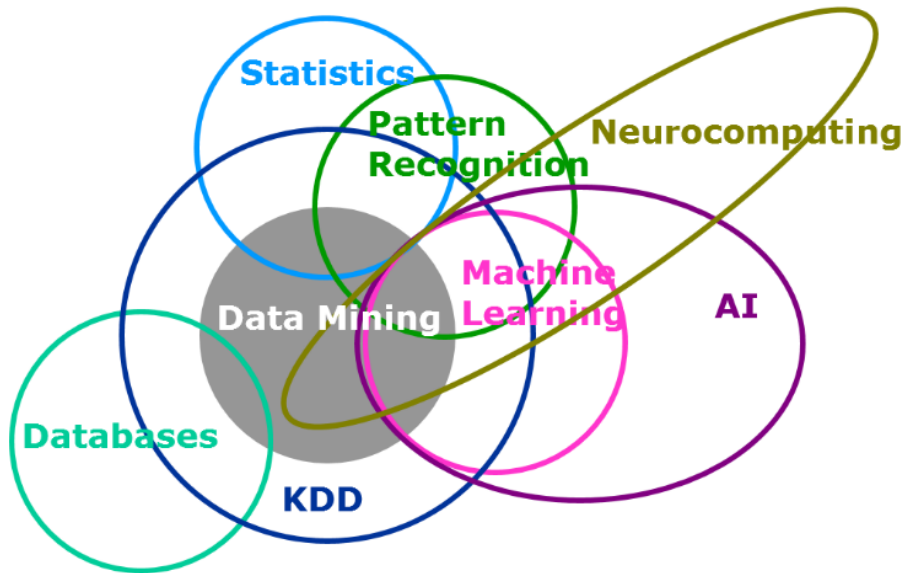 Statistics
Pattern
Recognition
Neurocomputing
Machine
Learning
AI
Data Mining
Databases
KDD